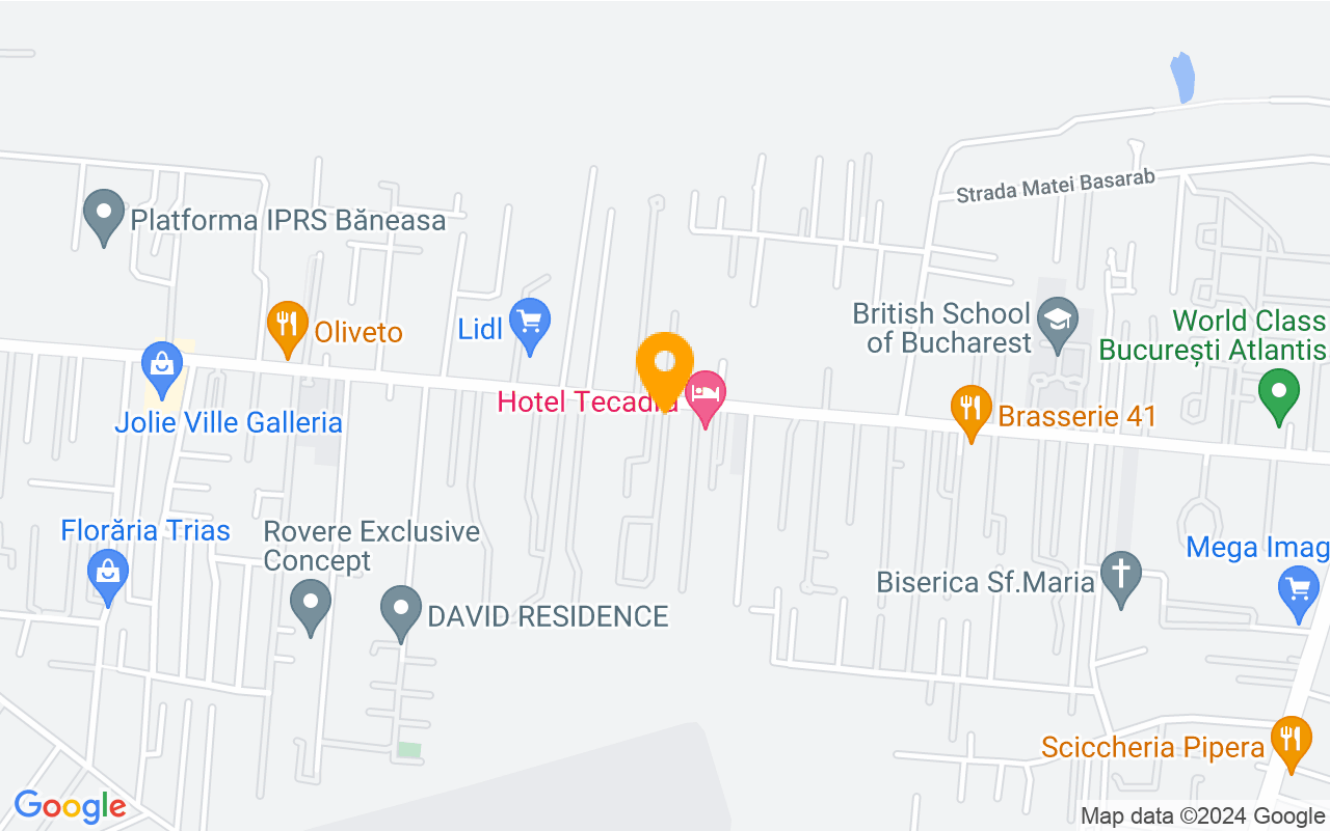 Strada Matei Basarab
Platforma IPRS Băneasa
British School
of Bucharest
World Class
București Atlantis
Oliveto
Lidl
Hotel Tecadra
Brasserie 41
Jolie Ville Galleria
Florăria Trias
Rovere Exclusive
Concept
Mega Imag
Biserica Sf.Maria
DAVID RESIDENCE
Sciccheria Pipera
Google
Map data ©2024 Google